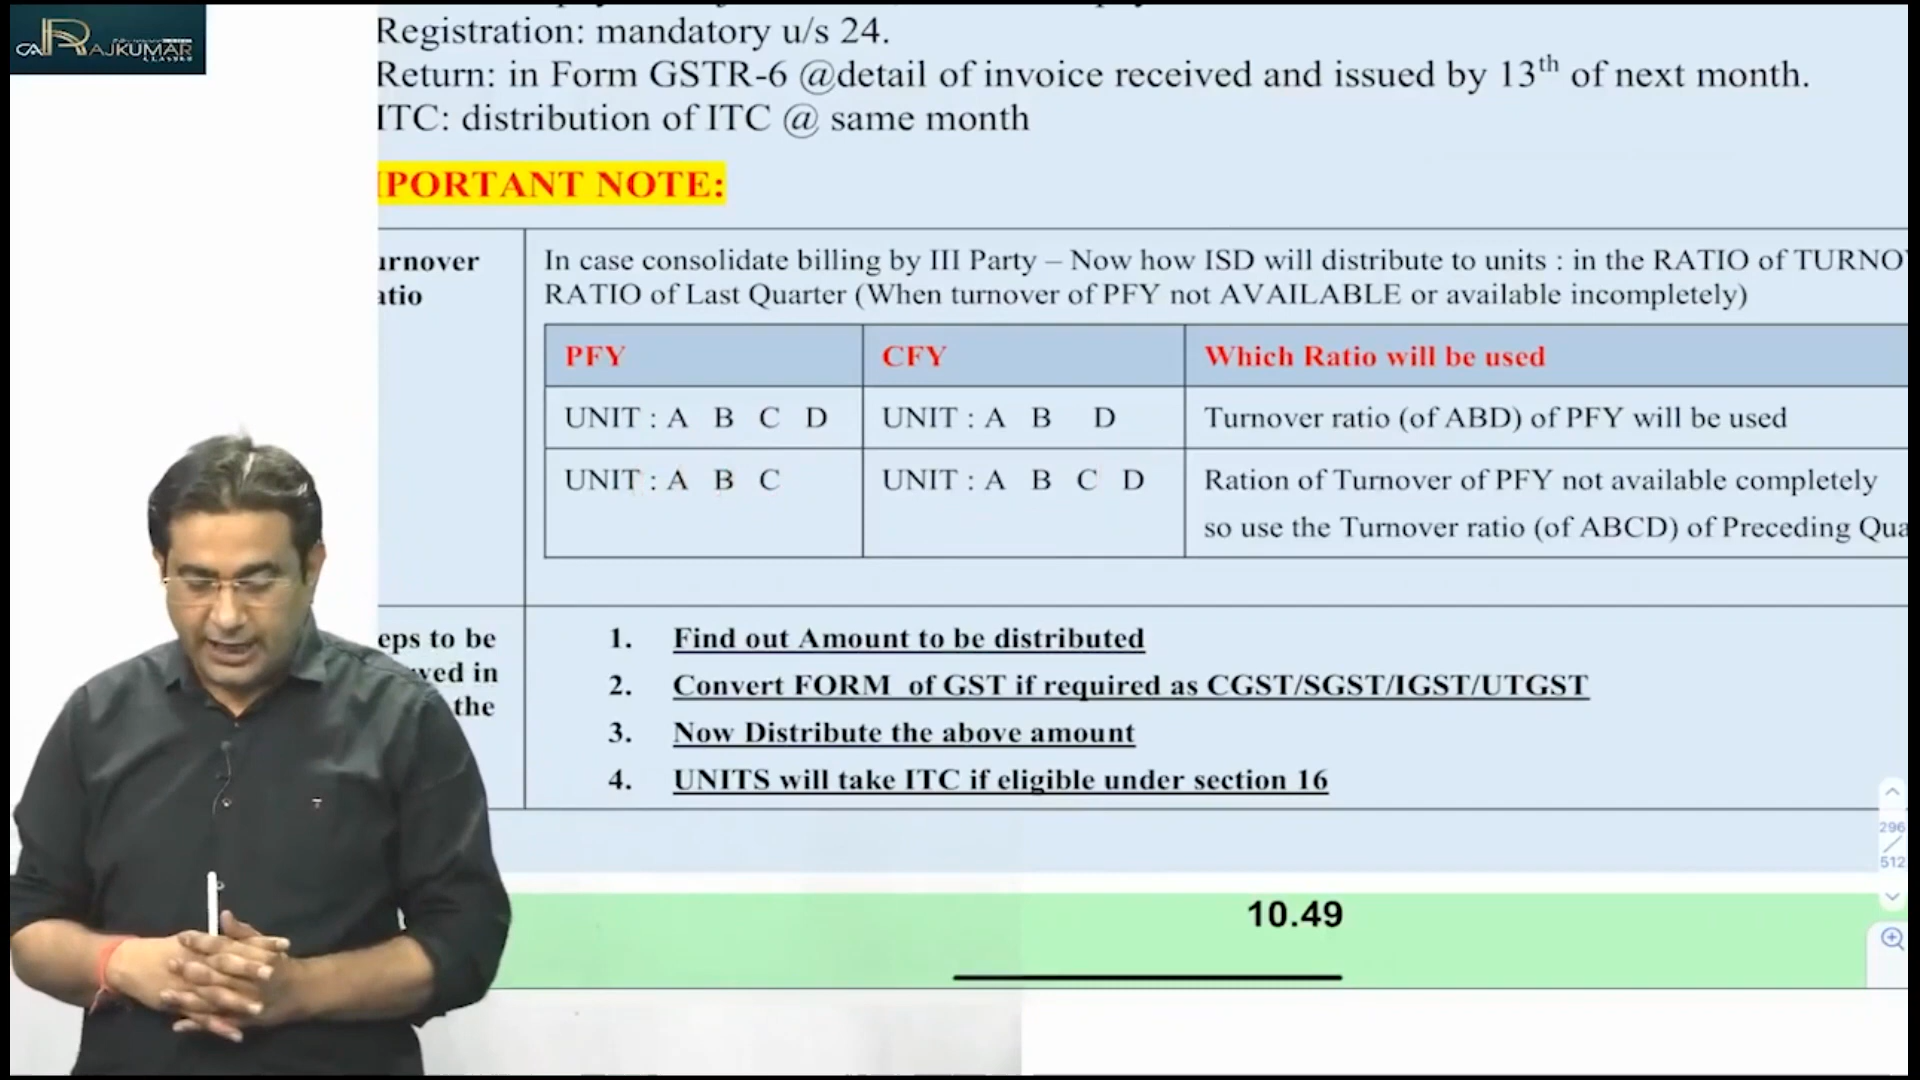 CA RAJKUMAR
CLASSES
Registration: mandatory u/s 24.
Return: in Form GSTR-6 @detail of invoice received and issued by 13th of next month.
ITC: distribution of ITC @ same month
PORTANT NOTE:
urnover
atio
In case consolidate billing by III Party – Now how ISD will distribute to units : in the RATIO of TURNO
RATIO of Last Quarter (When turnover of PFY not AVAILABLE or available incompletely)
PFY CFY Which Ratio will be used
UNIT : A B C D UNIT : A B D Turnover ratio (of ABD) of PFY will be used
UNIT : A B C UNIT : A B C D Ration of Turnover of PFY not available completely
so use the Turnover ratio (of ABCD) of Preceding Qua
eps to be
wed in
the
1. Find out Amount to be distributed
2. Convert FORM of GST if required as CGST/SGST/IGST/UTGST
3. Now Distribute the above amount
4. UNITS will take ITC if eligible under section 16
296
/
512
10.49